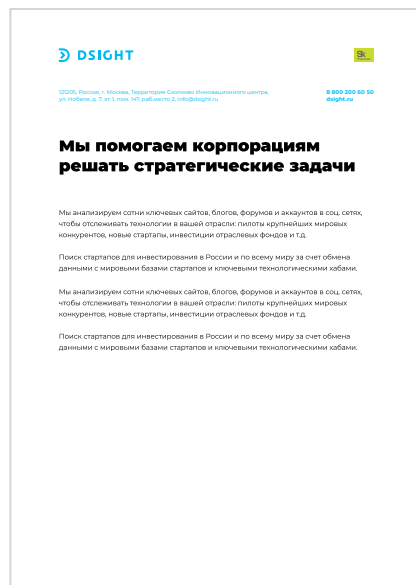 DSIGHT
Sk
121205, Россия, г. Москва, Территория Сколково Инновационного центра,
ул. Нобеля, д. 7, эт. 1, пом. 147, раб.место 2, info@dsight.ru
8 800 200 60 50
dsight.ru
Мы помогаем корпорациям
решать стратегические задачи
Мы анализируем сотни ключевых сайтов, блогов, форумов и аккаунтов в соц. сетях,
чтобы отслеживать технологии в вашей отрасли: пилоты крупнейших мировых
конкурентов, новые стартапы, инвестиции отраслевых фондов и т.д.
Поиск стартапов для инвестирования в России и по всему миру за счет обмена
данными с мировыми базами стартапов и ключевыми технологическими хабами.
Мы анализируем сотни ключевых сайтов, блогов, форумов и аккаунтов в соц. сетях,
чтобы отслеживать технологии в вашей отрасли: пилоты крупнейших мировых
конкурентов, новые стартапы, инвестиции отраслевых фондов и т.д.
Поиск стартапов для инвестирования в России и по всему миру за счет обмена
данными с мировыми базами стартапов и ключевыми технологическими хабами.